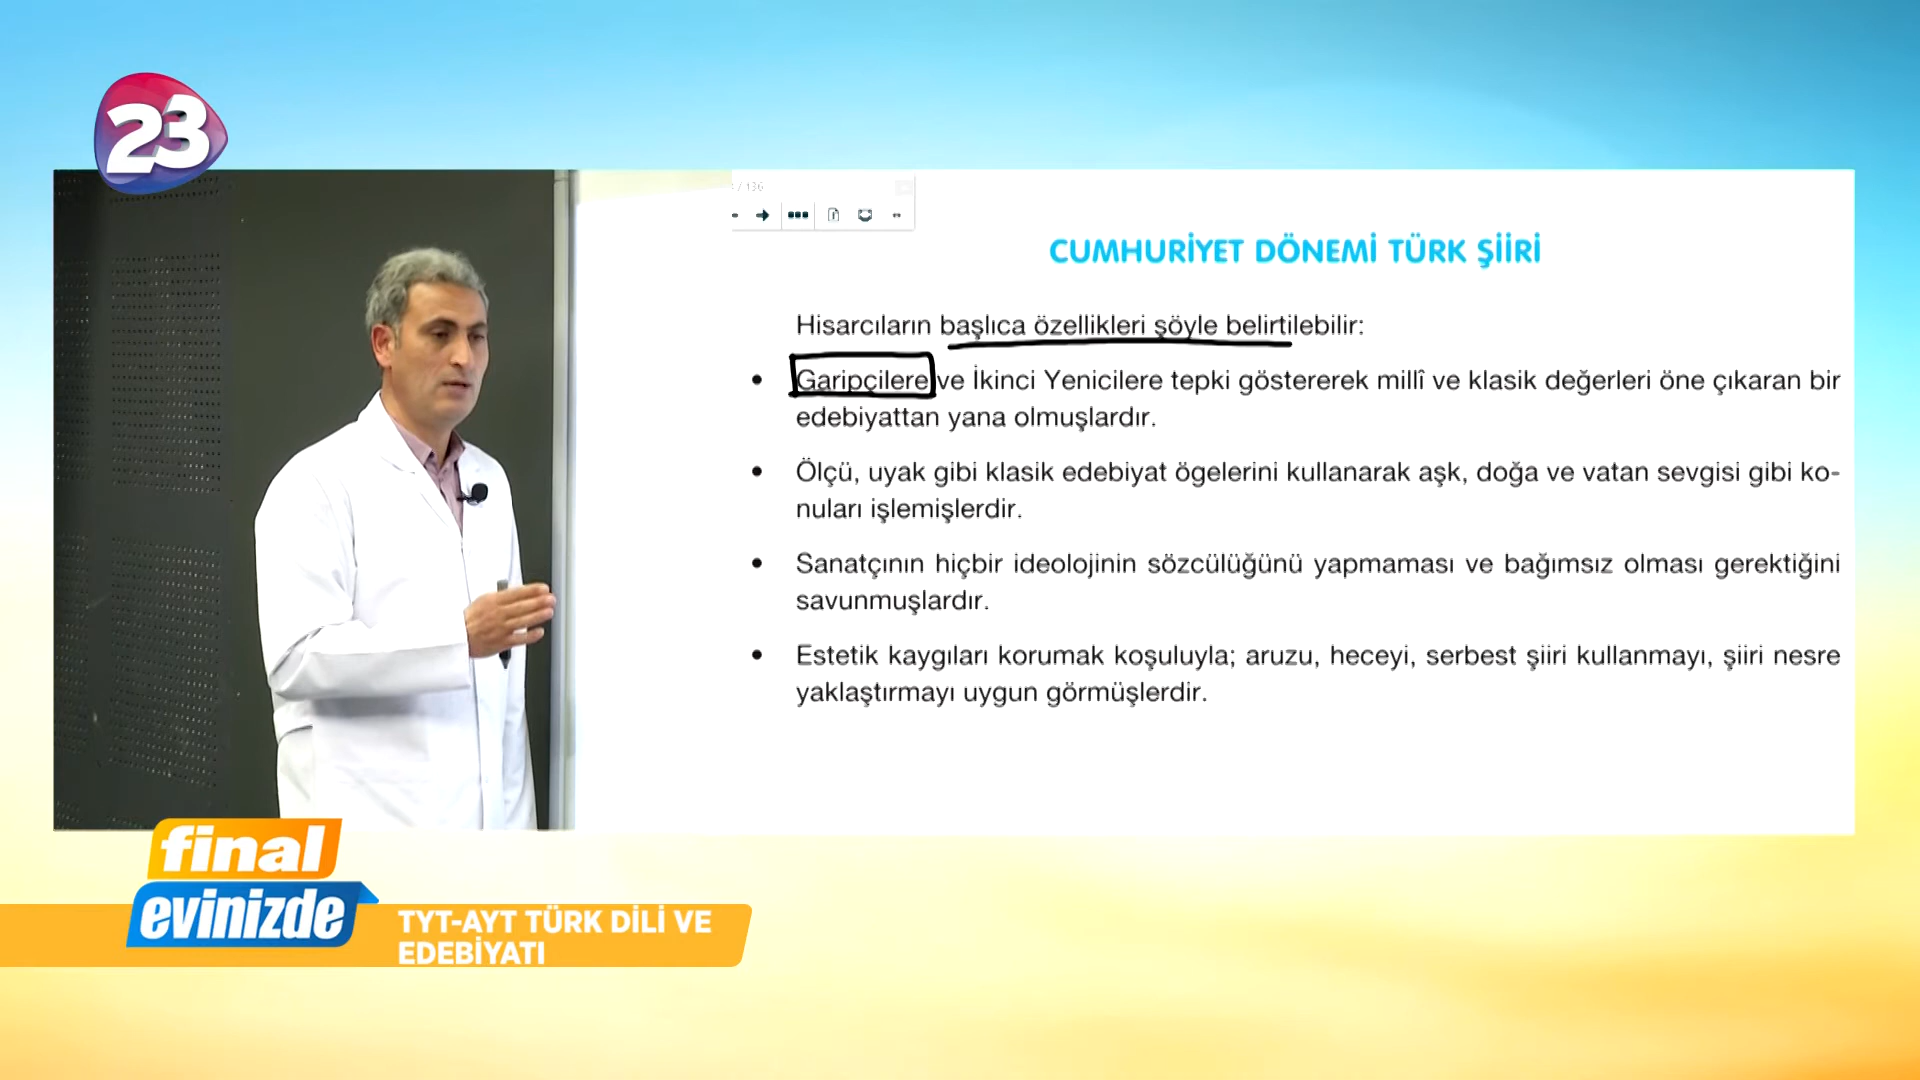 23
/ 136
CUMHURİYET DÖNEMİ TÜRK ŞİİRİ
Hisarcıların başlıca özellikleri şöyle belirtilebilir:
• Garipçilere ve İkinci Yenicilere tepki göstererek millî ve klasik değerleri öne çıkaran bir
edebiyattan yana olmuşlardır.
• Ölçü, uyak gibi klasik edebiyat ögelerini kullanarak aşk, doğa ve vatan sevgisi gibi ko-
nuları işlemişlerdir.
• Sanatçının hiçbir ideolojinin sözcülüğünü yapmaması ve bağımsız olması gerektiğini
savunmuşlardır.
• Estetik kaygıları korumak koşuluyla; aruzu, heceyi, serbest şiiri kullanmayı, şiiri nesre
yaklaştırmayı uygun görmüşlerdir.
final
evinizde
TYT-AYT TÜRK DİLİ VE
EDEBİYATI